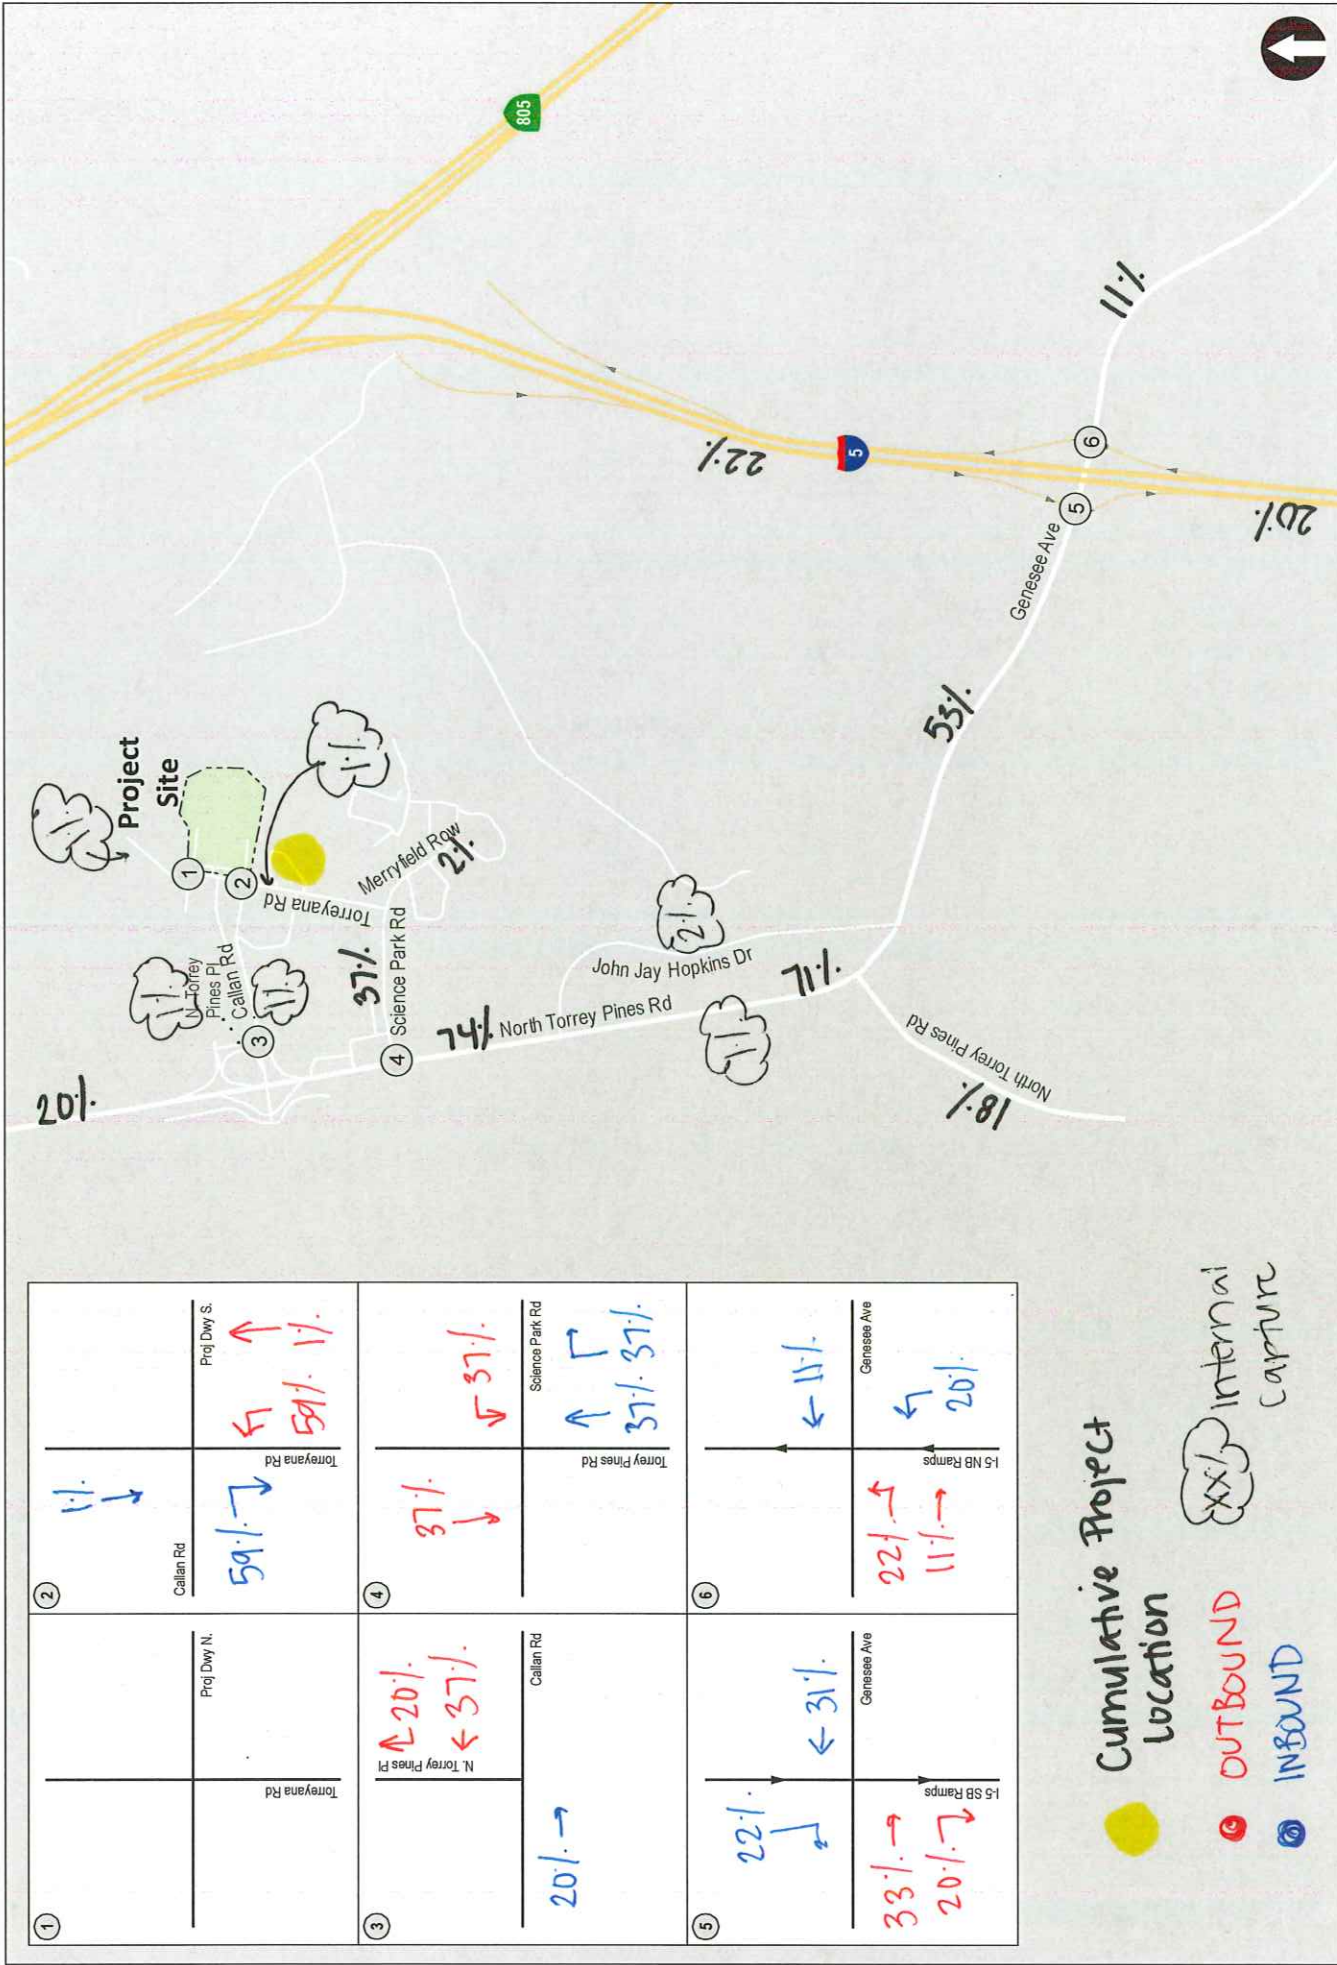 1
Torreyana Rd
Proj Dwy N.
2
1%
Callan Rd
59%
Torreyana Rd
Proj Dwy S.
59% 1%
3
20%
N. Torrey Pines Pl
20%
37%
Callan Rd
4
37%
37%
Torrey Pines Rd
Science Park Rd
37% 37%
5
22%
31%
33%
20%
I-5 SB Ramps
Genesee Ave
6
11%
22%
11%
I-5 NB Ramps
Genesee Ave
20%
Cumulative Project
Location
OUTBOUND
INBOUND
XX%
internal
capture
20%
3
N. Torrey
Pines Pl
Callan Rd
1%
1
2
Project
Site
1%
Torreyana Rd
37%
Science Park Rd
4
Merryfield Row
2%
74%
North Torrey Pines Rd
1%
John Jay Hopkins Dr
2%
71%
North Torrey Pines Rd
18%
53%
Genesee Ave
5
6
11%
22%
5
20%
805